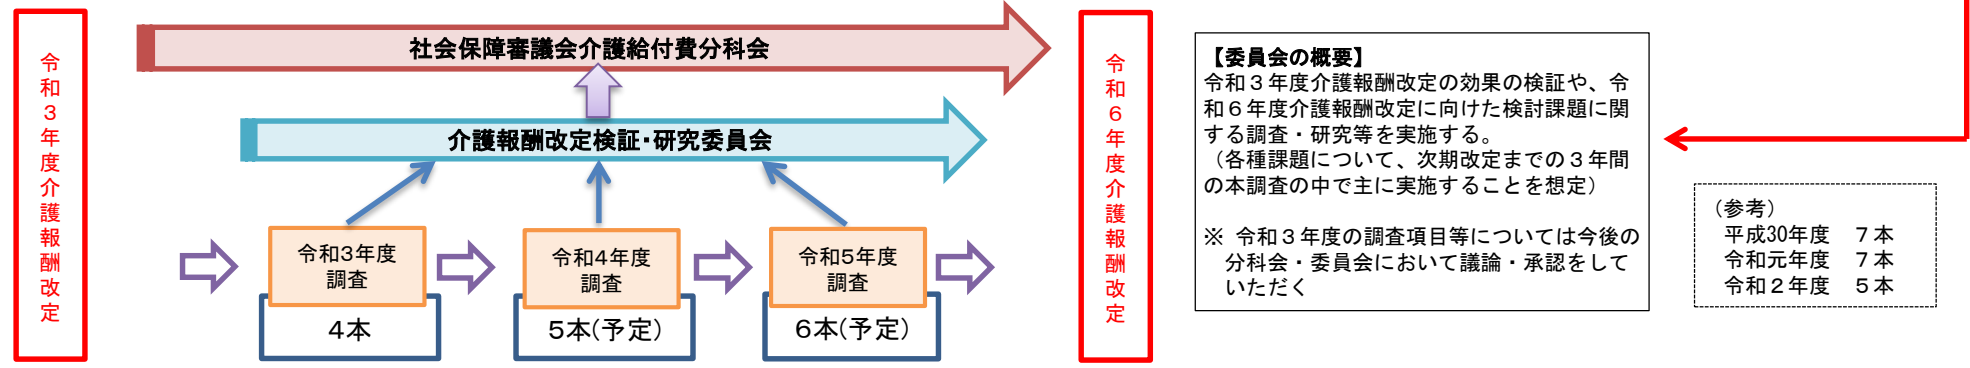 令和３年度介護報酬改定
社会保障審議会介護給付費分科会
介護報酬改定検証・研究委員会
令和3年度
調査
4本
令和4年度
調査
5本(予定)
令和5年度
調査
6本(予定)
令和６年度介護報酬改定
【委員会の概要】
令和３年度介護報酬改定の効果の検証や、令
和６年度介護報酬改定に向けた検討課題に関
する調査・研究等を実施する。
（各種課題について、次期改定までの３年間
の本調査の中で主に実施することを想定）
※ 令和３年度の調査項目等については今後の
分科会・委員会において議論・承認をして
いただく
（参考）
平成30年度　７本
令和元年度　７本
令和２年度　５本